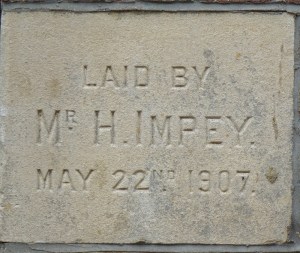 LAID BY
MR. H. IMPEY.
MAY 22ND 1907.